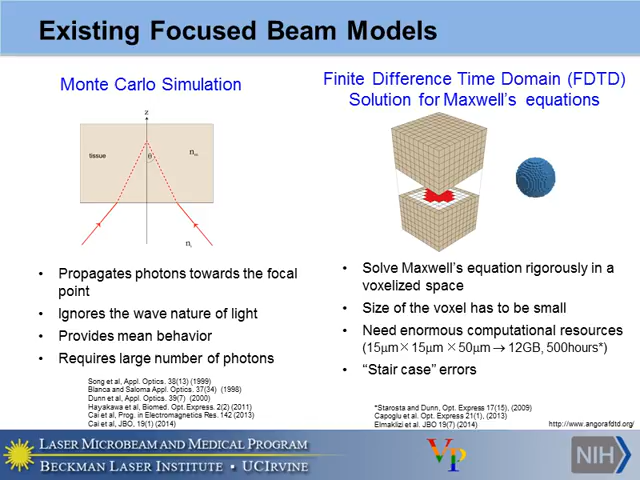 Existing Focused Beam Models
Monte Carlo Simulation
z
tissue
θ
n
n
• Propagates photons towards the focal
point
• Ignores the wave nature of light
• Provides mean behavior
• Requires large number of photons
Song et al, Appl. Optics. 38(13) (1999)
Blanca and Saloma Appl. Optics. 37(34) (1998)
Dunn et al, Appl. Optics. 39(7) (2000)
Hayakawa et al, Biomed. Opt. Express. 2(2) (2011)
Cai et al, Prog. in Electromagnetics Res. 142 (2013)
Cai et al, JBO, 19(1) (2014)
Finite Difference Time Domain (FDTD)
Solution for Maxwell's equations
• Solve Maxwell's equation rigorously in a
voxelized space
• Size of the voxel has to be small
• Need enormous computational resources
(15μm×15μm×50μm→12GB, 500hours*)
• “Stair case” errors
*Starosta and Dunn, Opt. Express 17(15), (2009)
Capoglu et al. Opt. Express 21(1), (2013)
Elmaklizi et al. JBO 19(7) (2014)
http://www.angorafdtd.org/
LASER MICROBEAM AND MEDICAL PROGRAM
BECKMAN LASER INSTITUTE • UCIRVINE
VP
NIH